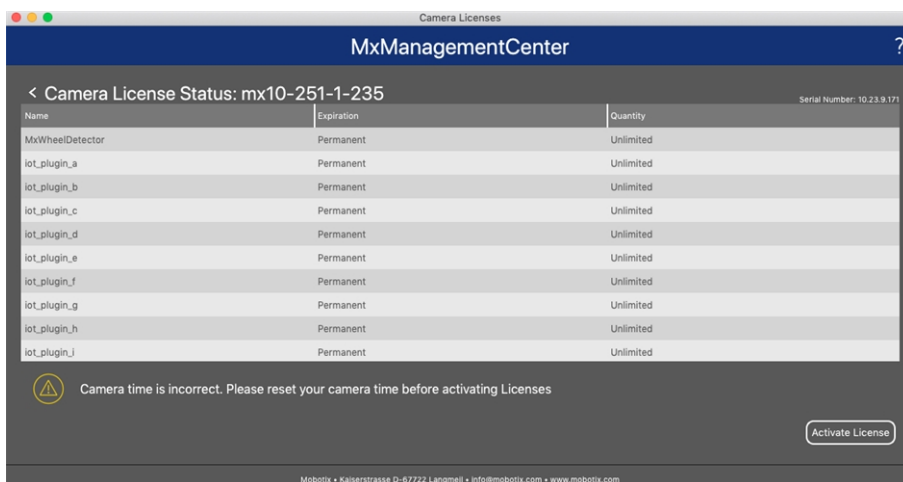 Camera Licenses
MxManagementCenter ?
< Camera License Status: mx10-251-1-235
Serial Number: 10.23.9.171
Name Expiration Quantity
MxWheelDetector Permanent Unlimited
iot_plugin_a Permanent Unlimited
iot_plugin_b Permanent Unlimited
iot_plugin_c Permanent Unlimited
iot_plugin_d Permanent Unlimited
iot_plugin_e Permanent Unlimited
iot_plugin_f Permanent Unlimited
iot_plugin_g Permanent Unlimited
iot_plugin_h Permanent Unlimited
iot_plugin_i Permanent Unlimited
Camera time is incorrect. Please reset your camera time before activating Licenses
Activate License
Mobotix • Kaiserstrasse D-67722 Langmeil • info@mobotix.com • www.mobotix.com